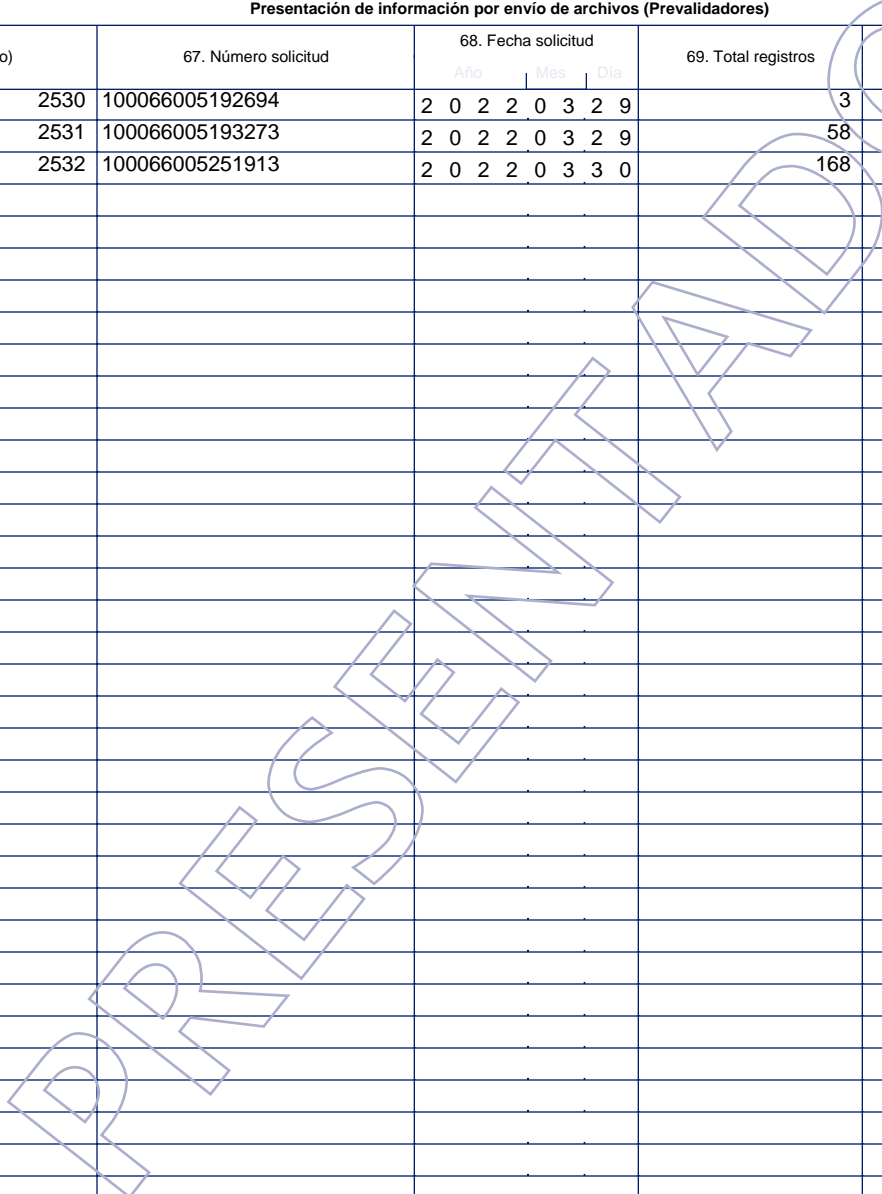 Presentación de información por envío de archivos (Prevalidadores)
o) 67. Número solicitud 68. Fecha solicitud 69. Total registros
Año Mes Día
2530 100066005192694 2 0 2 2 0 3 2 9 3
2531 100066005193273 2 0 2 2 0 3 2 9 58
2532 100066005251913 2 0 2 2 0 3 3 0 168
PRESENTADO